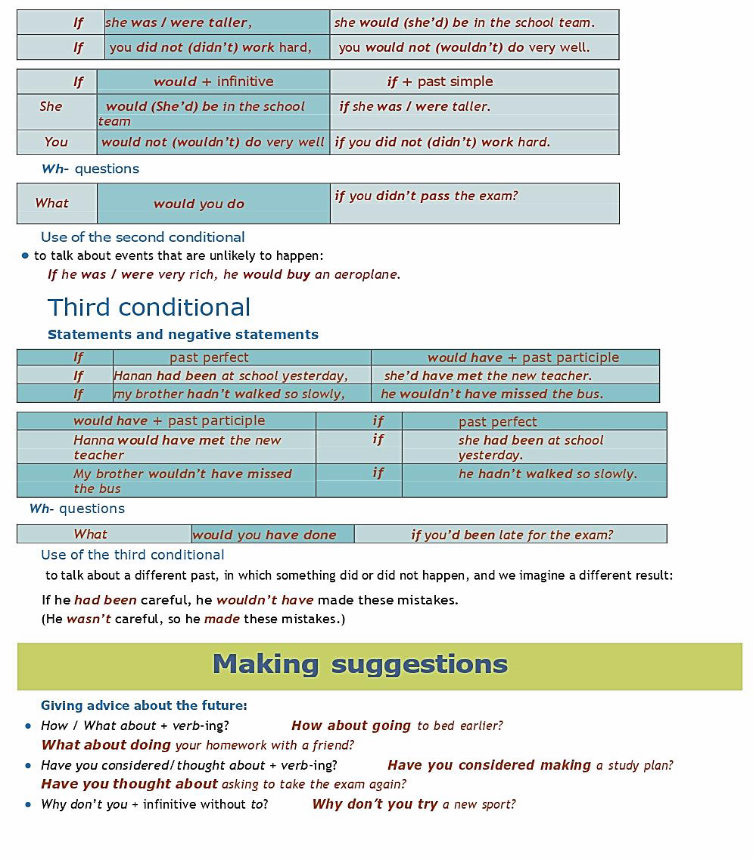 If she was / were taller, she would (she'd) be in the school team.
If you did not (didn't) work hard, you would not (wouldn't) do very well.
If would + infinitive if + past simple
She would (She'd) be in the school team if she was / were taller.
You would not (wouldn't) do very well if you did not (didn't) work hard.
Wh- questions
What would you do if you didn't pass the exam?
Use of the second conditional
• to talk about events that are unlikely to happen:
If he was / were very rich, he would buy an aeroplane.
Third conditional
Statements and negative statements
If past perfect would have + past participle
If Hanan had been at school yesterday, she'd have met the new teacher.
If my brother hadn't walked so slowly, he wouldn't have missed the bus.
would have + past participle if past perfect
Hanna would have met the new teacher if she had been at school yesterday.
My brother wouldn't have missed the bus if he hadn't walked so slowly.
Wh- questions
What would you have done if you'd been late for the exam?
Use of the third conditional
to talk about a different past, in which something did or did not happen, and we imagine a different result:
If he had been careful, he wouldn't have made these mistakes.
(He wasn't careful, so he made these mistakes.)
Making suggestions
Giving advice about the future:
• How / What about + verb-ing? How about going to bed earlier?
What about doing your homework with a friend?
• Have you considered/thought about + verb-ing? Have you considered making a study plan?
Have you thought about asking to take the exam again?
• Why don't you + infinitive without to? Why don't you try a new sport?